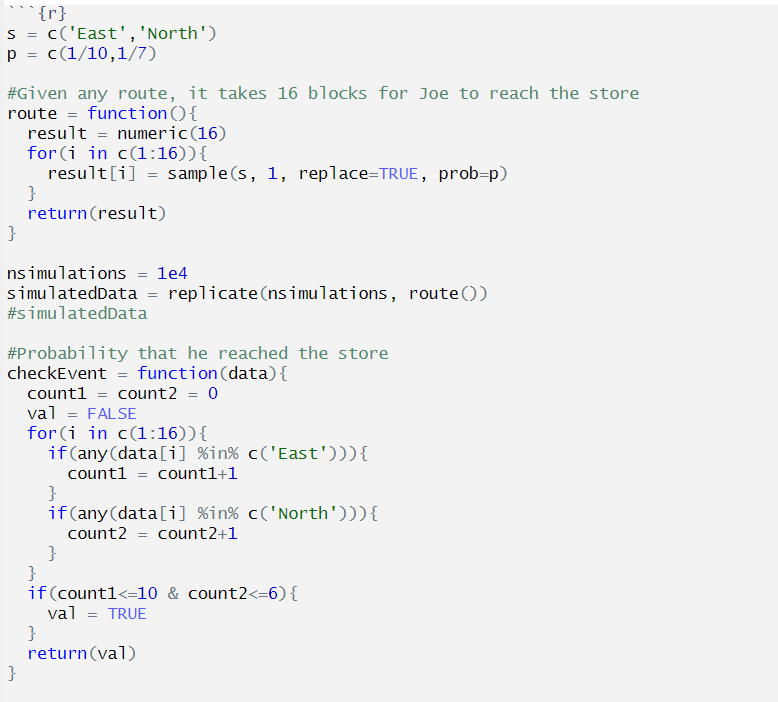 ```{r}
s = c('East','North')
p = c(1/10,1/7)

#Given any route, it takes 16 blocks for Joe to reach the store
route = function(){
  result = numeric(16)
  for(i in c(1:16)){
    result[i] = sample(s, 1, replace=TRUE, prob=p)
  }
  return(result)
}

nsimulations = 1e4
simulatedData = replicate(nsimulations, route())
#simulatedData

#Probability that he reached the store
checkEvent = function(data){
  count1 = count2 = 0
  val = FALSE
  for(i in c(1:16)){
    if(any(data[i] %in% c('East'))){
      count1 = count1+1
    }
    if(any(data[i] %in% c('North'))){
      count2 = count2+1
    }
  }
  if(count1<=10 & count2<=6){
    val = TRUE
  }
  return(val)
}